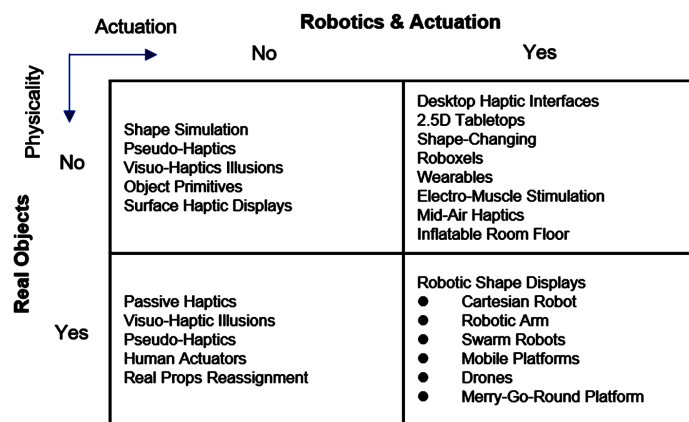 Robotics & Actuation
Actuation
No
Yes
Physicality
Real Objects
No
Shape Simulation
Pseudo-Haptics
Visuo-Haptics Illusions
Object Primitives
Surface Haptic Displays
Desktop Haptic Interfaces
2.5D Tabletops
Shape-Changing
Roboxels
Wearables
Electro-Muscle Stimulation
Mid-Air Haptics
Inflatable Room Floor
Yes
Passive Haptics
Visuo-Haptic Illusions
Pseudo-Haptics
Human Actuators
Real Props Reassignment
Robotic Shape Displays
● Cartesian Robot
● Robotic Arm
● Swarm Robots
● Mobile Platforms
● Drones
● Merry-Go-Round Platform